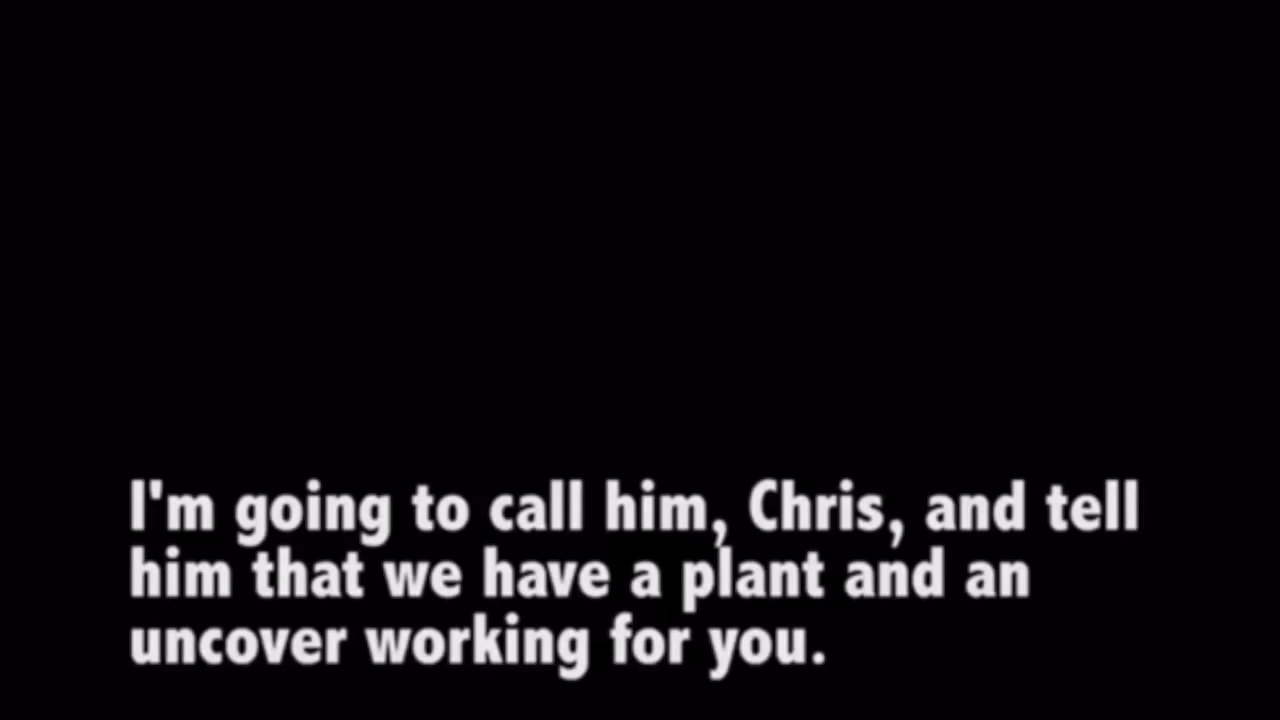 I'm going to call him, Chris, and tell
him that we have a plant and an
uncover working for you.